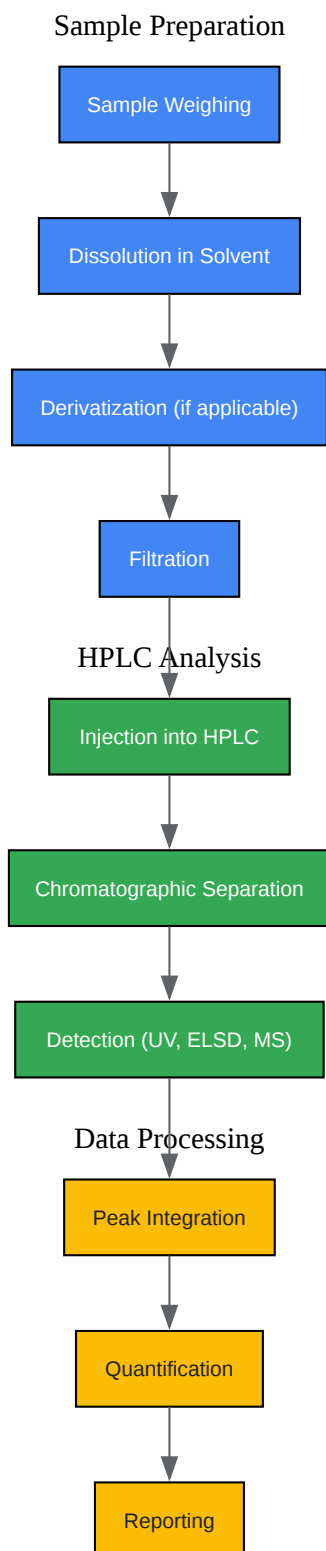 Sample Preparation
Sample Weighing
Dissolution in Solvent
Derivatization (if applicable)
Filtration
HPLC Analysis
Injection into HPLC
Chromatographic Separation
Detection (UV, ELSD, MS)
Data Processing
Peak Integration
Quantification
Reporting